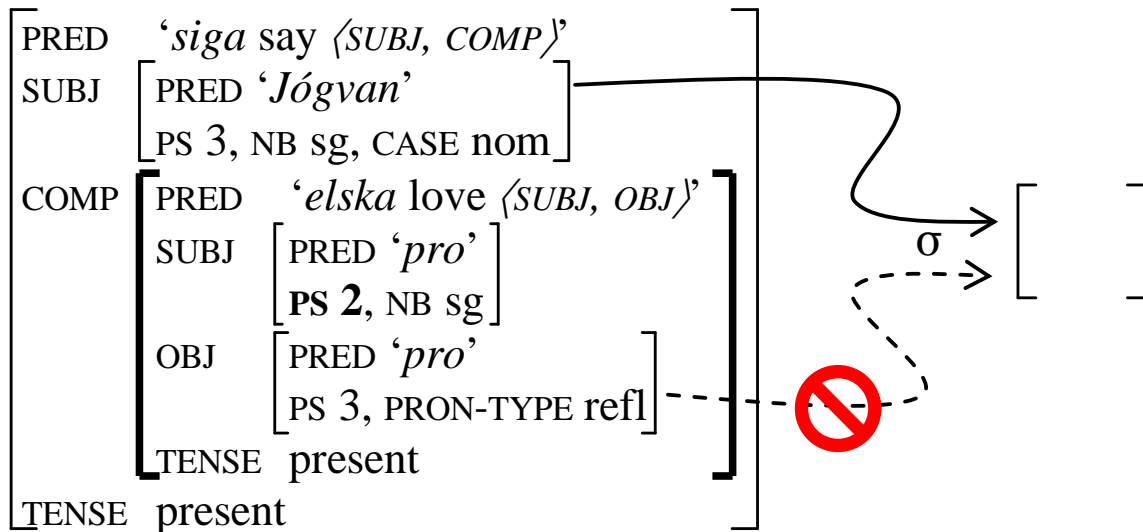 PRED ‘siga say ⟨SUBJ, COMP⟩’
SUBJ PRED ‘Jógvan’
PS 3, NB sg, CASE nom
COMP PRED ‘elska love ⟨SUBJ, OBJ⟩’
SUBJ PRED ‘pro’
PS 2, NB sg
OBJ PRED ‘pro’
PS 3, PRON-TYPE refl
TENSE present
TENSE present
σ